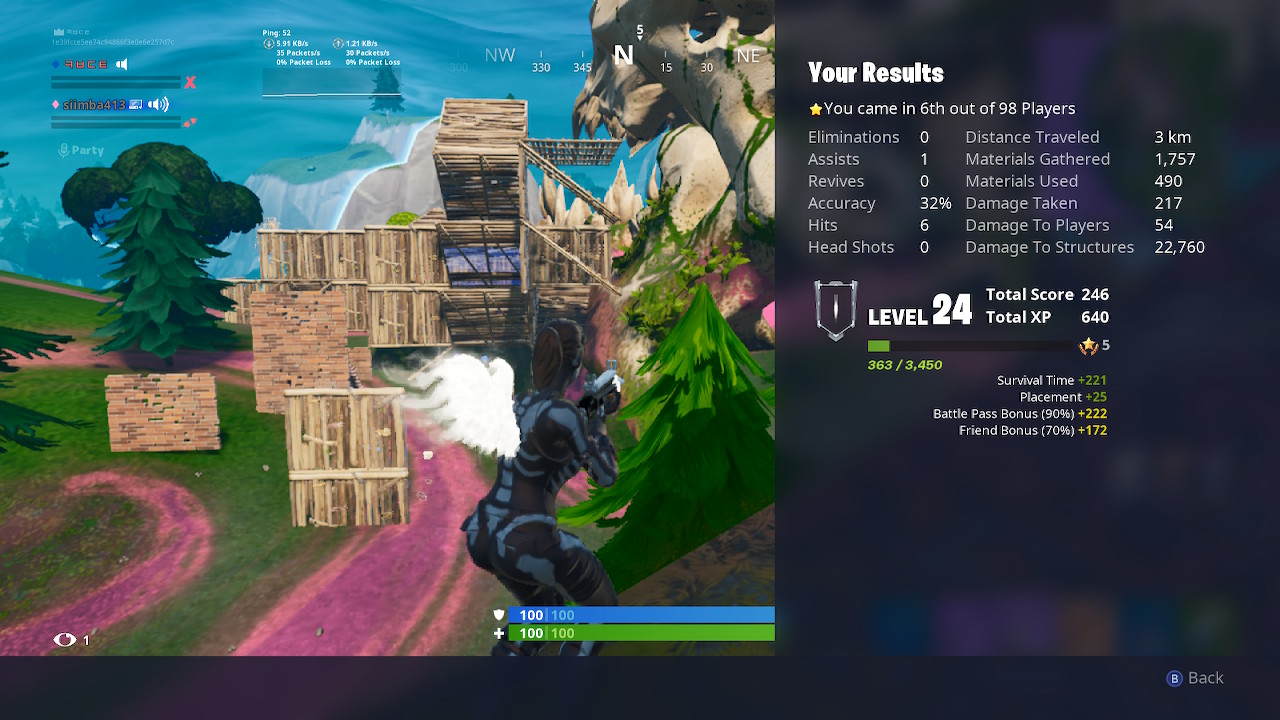 Ping: 52
5.91 KB/s 1.21 KB/s
35 Packets/s 30 Packets/s
0% Packet Loss 0% Packet Loss
siimba413
Party
5
300 NW 330 345 N 15 30 NE
Your Results
You came in 6th out of 98 Players
Eliminations 0 Distance Traveled 3 km
Assists 1 Materials Gathered 1,757
Revives 0 Materials Used 490
Accuracy 32% Damage Taken 217
Hits 6 Damage To Players 54
Head Shots 0 Damage To Structures 22,760
LEVEL 24
Total Score 246
Total XP 640
5
363 / 3,450
Survival Time +221
Placement +25
Battle Pass Bonus (90%) +222
Friend Bonus (70%) +172
100 | 100
100 | 100
1
B Back